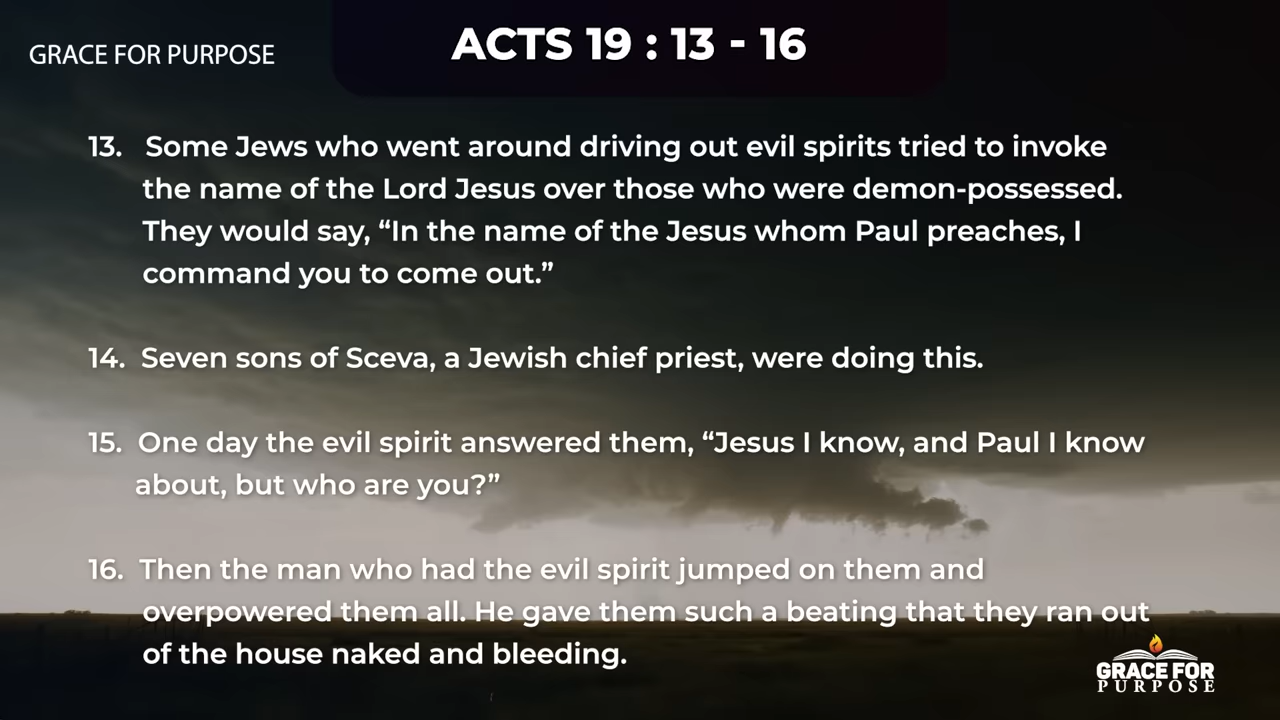 GRACE FOR PURPOSE
ACTS 19 : 13 - 16
13. Some Jews who went around driving out evil spirits tried to invoke
the name of the Lord Jesus over those who were demon-possessed.
They would say, “In the name of the Jesus whom Paul preaches, I
command you to come out.”
14. Seven sons of Sceva, a Jewish chief priest, were doing this.
15. One day the evil spirit answered them, “Jesus I know, and Paul I know
about, but who are you?”
16. Then the man who had the evil spirit jumped on them and
overpowered them all. He gave them such a beating that they ran out
of the house naked and bleeding.
GRACE FOR
PURPOSE